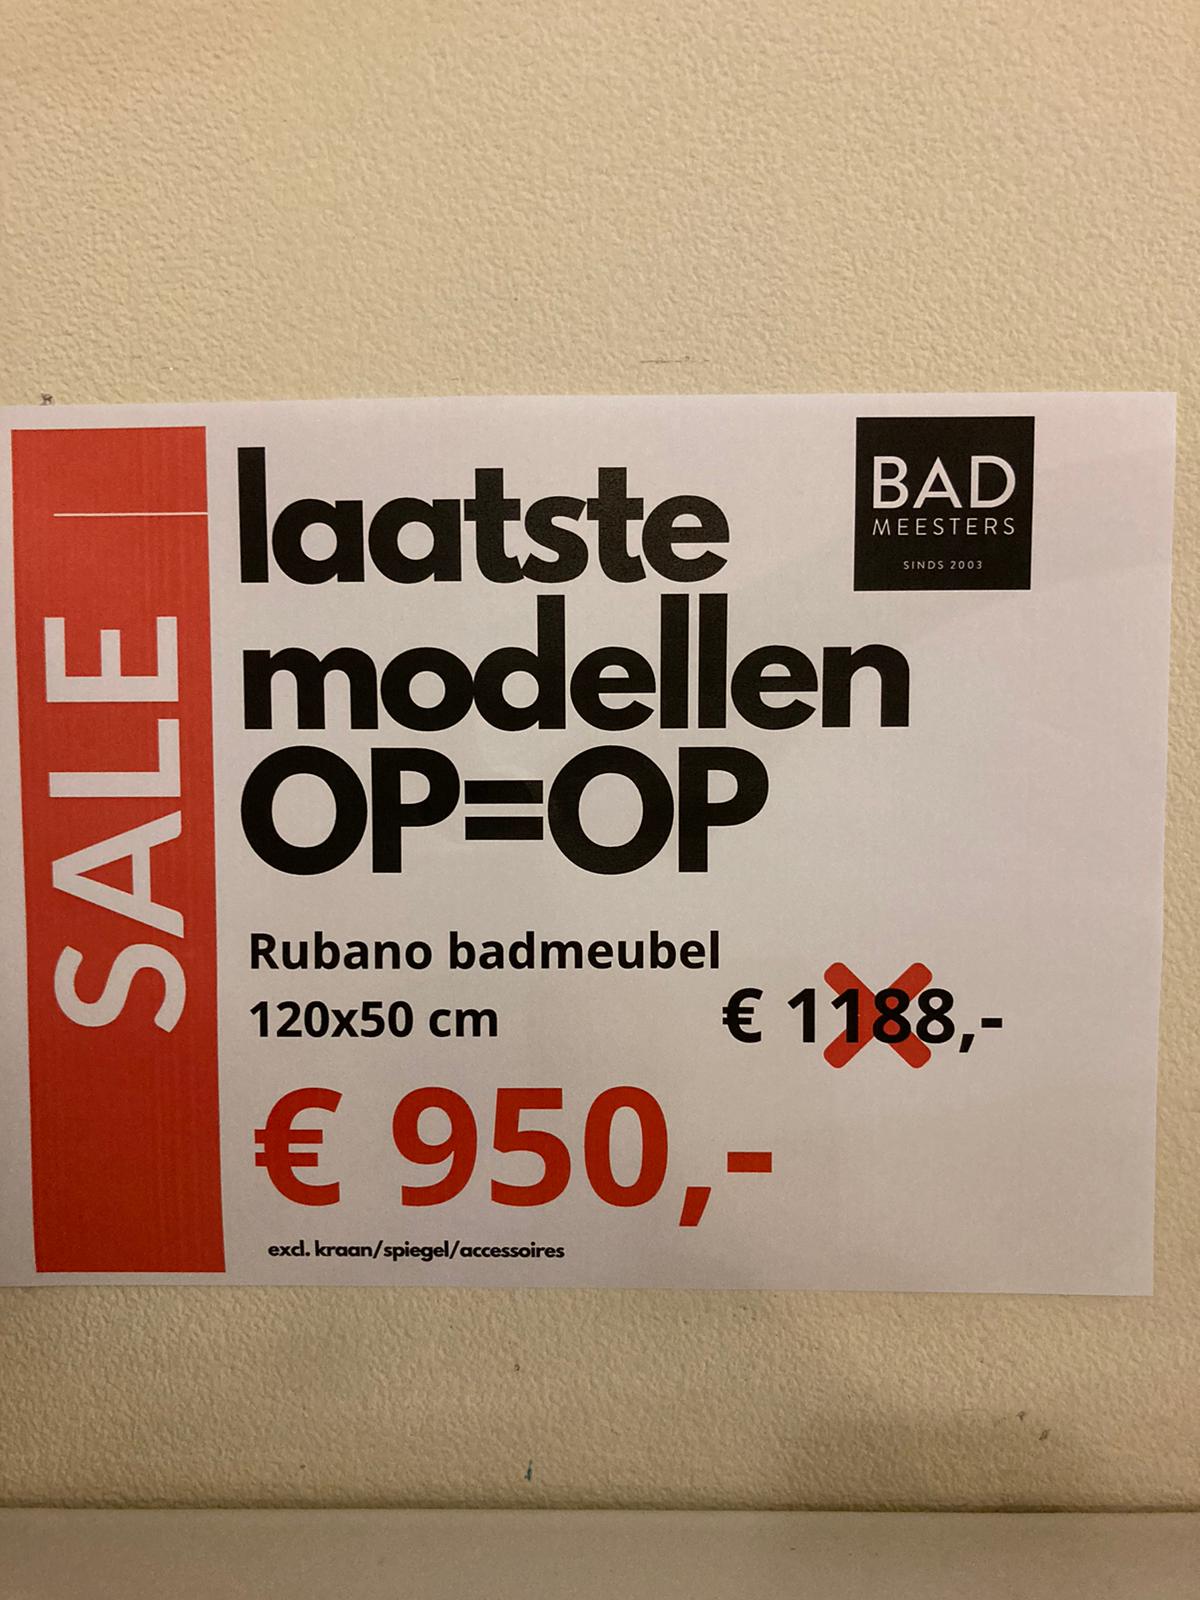 SALE
laatste
modellen
OP=OP
BAD
MEESTERS
SINDS 2003
Rubano badmeubel
120x50 cm
€ 1188,-
€ 950,-
excl. kraan/spiegel/accessoires